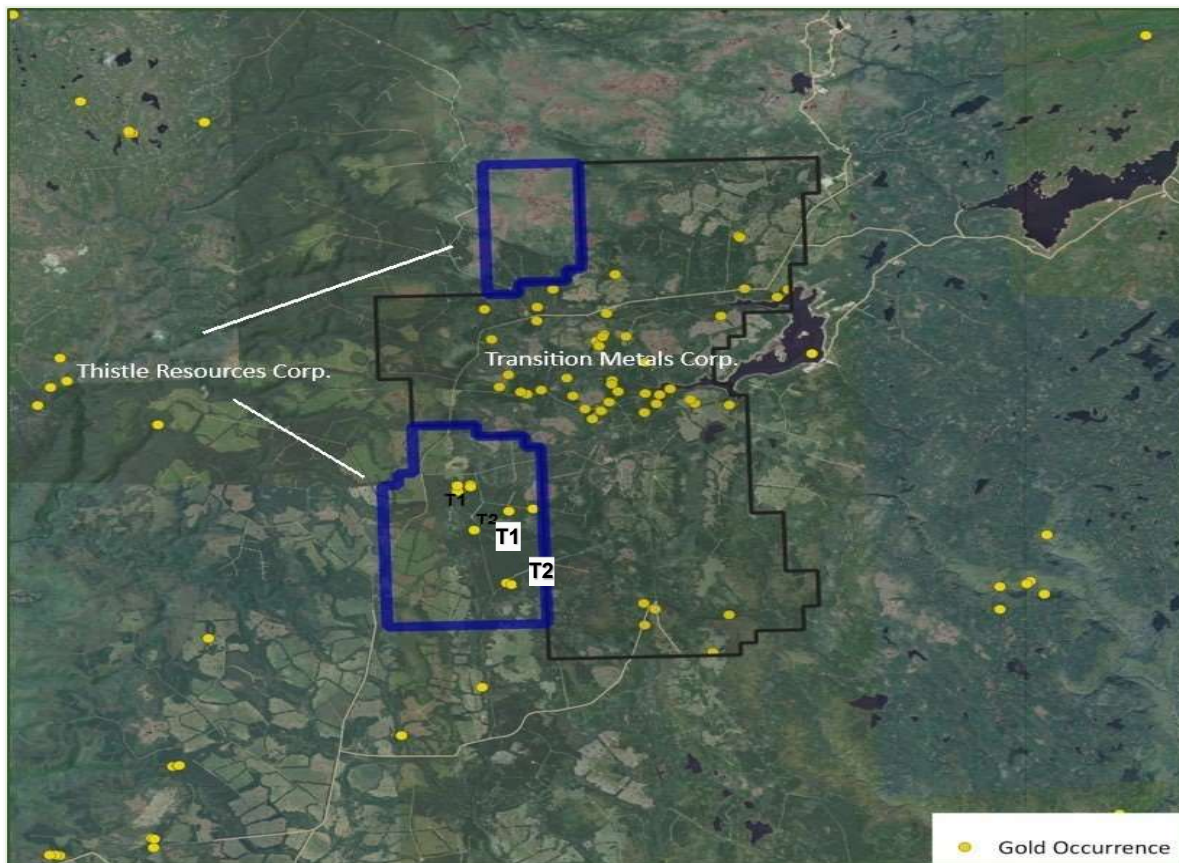 Thistle Resources Corp.
Transition Metals Corp.
T1
T2
T1
T2
Gold Occurrence